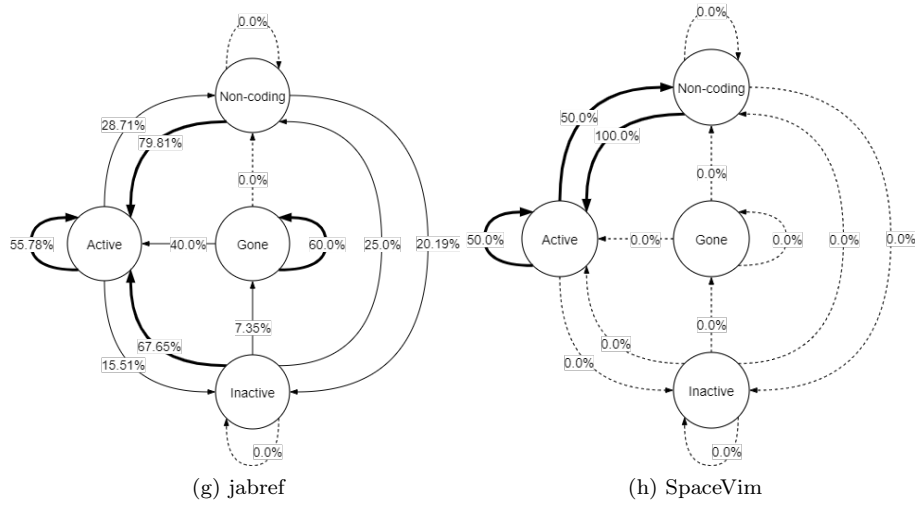 0.0%
Non-coding
28.71%
79.81%
0.0%
55.78%
Active
40.0%
Gone
60.0%
25.0%
20.19%
7.35%
67.65%
15.51%
Inactive
0.0%
(g) jabref
0.0%
Non-coding
50.0%
100.0%
0.0%
50.0%
Active
0.0%
Gone
0.0%
0.0%
0.0%
0.0%
0.0%
0.0%
Inactive
0.0%
(h) SpaceVim